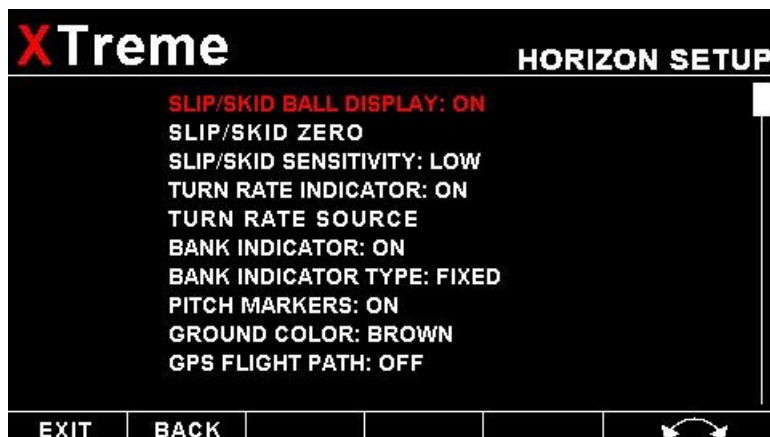 XTreme
HORIZON SETUP
SLIP/SKID BALL DISPLAY: ON
SLIP/SKID ZERO
SLIP/SKID SENSITIVITY: LOW
TURN RATE INDICATOR: ON
TURN RATE SOURCE
BANK INDICATOR: ON
BANK INDICATOR TYPE: FIXED
PITCH MARKERS: ON
GROUND COLOR: BROWN
GPS FLIGHT PATH: OFF
EXIT BACK